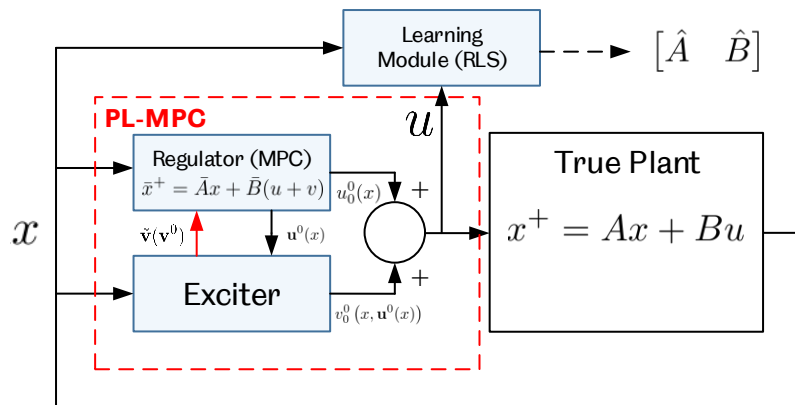 Learning
Module (RLS)
[Â B̂]
PL-MPC
u
Regulator (MPC)
x̄⁺ = Āx + B̄(u + v)
u₀⁰(x)
+
True Plant
x⁺ = Ax + Bu
x
ṽ(v⁰)
u⁰(x)
Exciter
+
v₀⁰(x, u⁰(x))